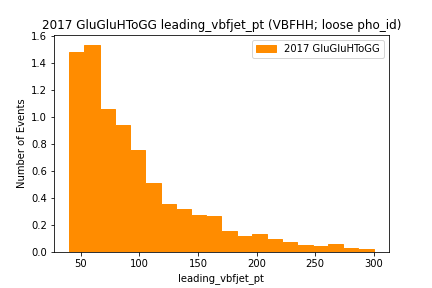 2017 GluGluHToGG leading_vbfjet_pt (VBFHH; loose pho_id)
2017 GluGluHToGG
Number of Events
1.6
1.4
1.2
1.0
0.8
0.6
0.4
0.2
0.0
50 100 150 200 250 300
leading_vbfjet_pt